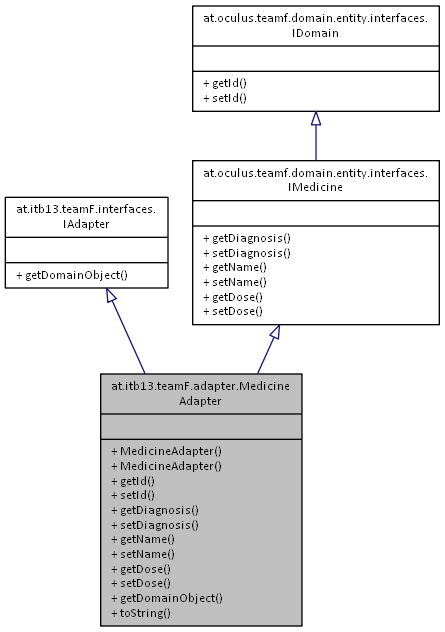 at.oculus.teamf.domain.entity.interfaces.
IDomain
+ getId()
+ setId()
at.oculus.teamf.domain.entity.interfaces.
IMedicine
+ getDiagnosis()
+ setDiagnosis()
+ getName()
+ setName()
+ getDose()
+ setDose()
at.itb13.teamF.interfaces.
IAdapter
+ getDomainObject()
at.itb13.teamF.adapter.Medicine
Adapter
+ MedicineAdapter()
+ MedicineAdapter()
+ getId()
+ setId()
+ getDiagnosis()
+ setDiagnosis()
+ getName()
+ setName()
+ getDose()
+ setDose()
+ getDomainObject()
+ toString()